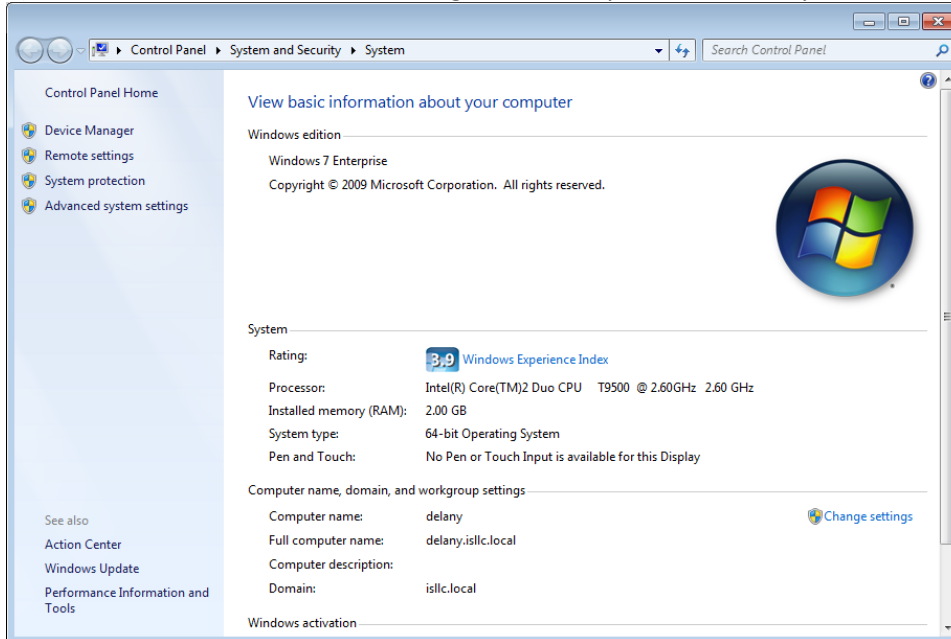 Control Panel ▸ System and Security ▸ System
Search Control Panel
Control Panel Home
Device Manager
Remote settings
System protection
Advanced system settings
See also
Action Center
Windows Update
Performance Information and
Tools
View basic information about your computer
Windows edition
Windows 7 Enterprise
Copyright © 2009 Microsoft Corporation. All rights reserved.
System
Rating: 3.9 Windows Experience Index
Processor: Intel(R) Core(TM)2 Duo CPU T9500 @ 2.60GHz 2.60 GHz
Installed memory (RAM): 2.00 GB
System type: 64-bit Operating System
Pen and Touch: No Pen or Touch Input is available for this Display
Computer name, domain, and workgroup settings
Computer name: delany
Change settings
Full computer name: delany.isllc.local
Computer description:
Domain: isllc.local
Windows activation